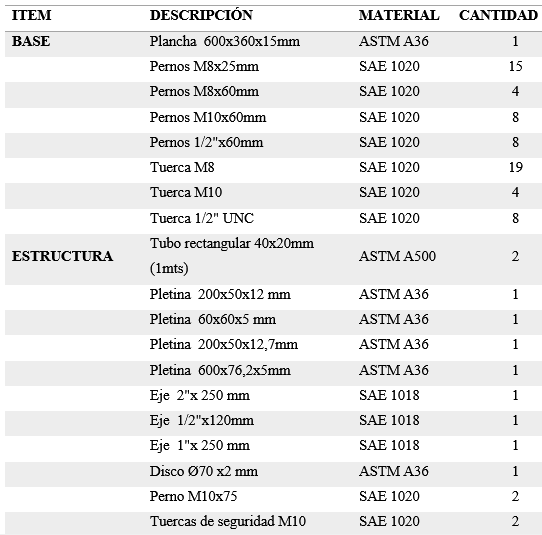 ITEM DESCRIPCIÓN MATERIAL CANTIDAD
BASE Plancha 600x360x15mm ASTM A36 1
Pernos M8x25mm SAE 1020 15
Pernos M8x60mm SAE 1020 4
Pernos M10x60mm SAE 1020 8
Pernos 1/2"x60mm SAE 1020 8
Tuerca M8 SAE 1020 19
Tuerca M10 SAE 1020 4
Tuerca 1/2" UNC SAE 1020 8
ESTRUCTURA Tubo rectangular 40x20mm (1mts) ASTM A500 2
Pletina 200x50x12 mm ASTM A36 1
Pletina 60x60x5 mm ASTM A36 1
Pletina 200x50x12,7mm ASTM A36 1
Pletina 600x76,2x5mm ASTM A36 1
Eje 2"x 250 mm SAE 1018 1
Eje 1/2"x120mm SAE 1018 1
Eje 1"x 250 mm SAE 1018 1
Disco Ø70 x2 mm ASTM A36 1
Perno M10x75 SAE 1020 2
Tuercas de seguridad M10 SAE 1020 2